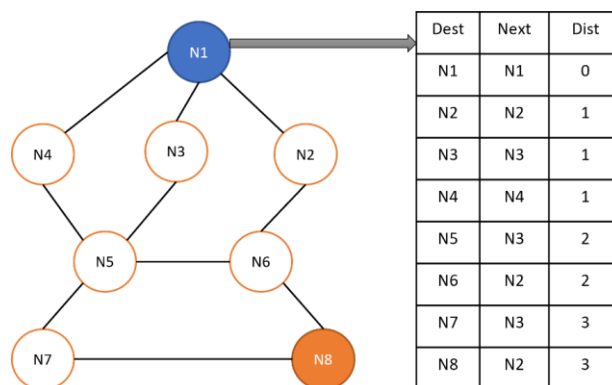 N1
N4
N3
N2
N5
N6
N7
N8
Dest Next Dist
N1 N1 0
N2 N2 1
N3 N3 1
N4 N4 1
N5 N3 2
N6 N2 2
N7 N3 3
N8 N2 3